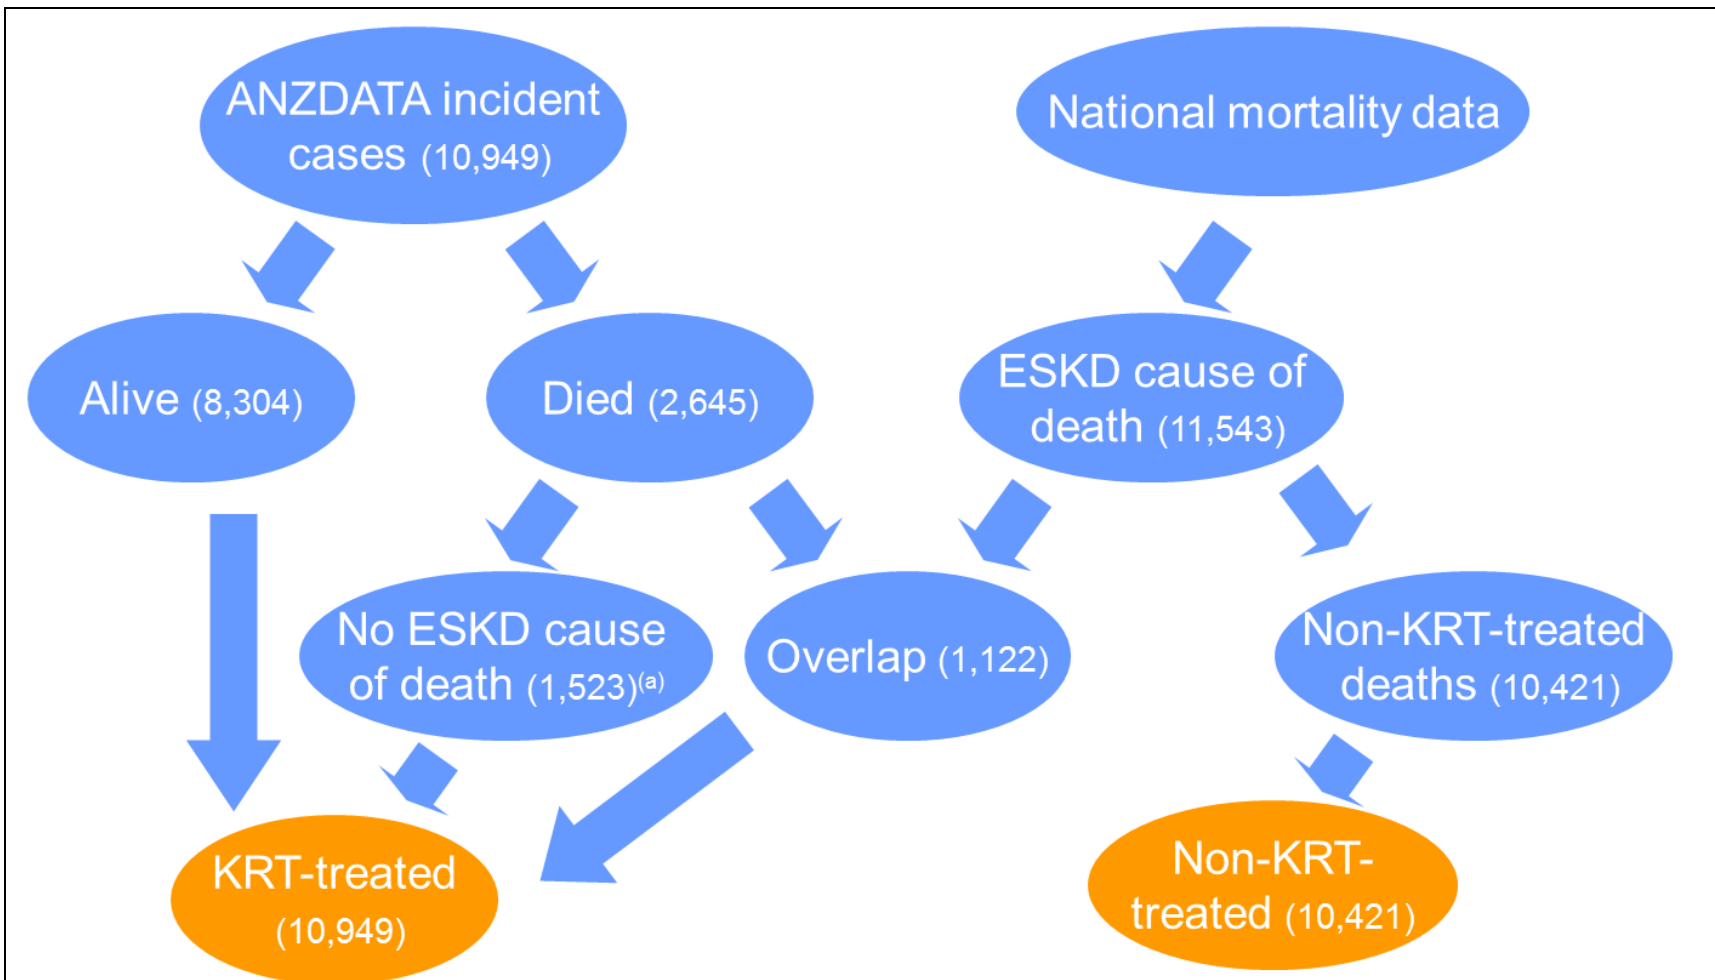 ANZDATA incident
cases (10,949)
National mortality data
Alive (8,304)
Died (2,645)
ESKD cause of
death (11,543)
No ESKD cause
of death (1,523)(a)
Overlap (1,122)
Non-KRT-treated
deaths (10,421)
KRT-treated
(10,949)
Non-KRT-
treated (10,421)